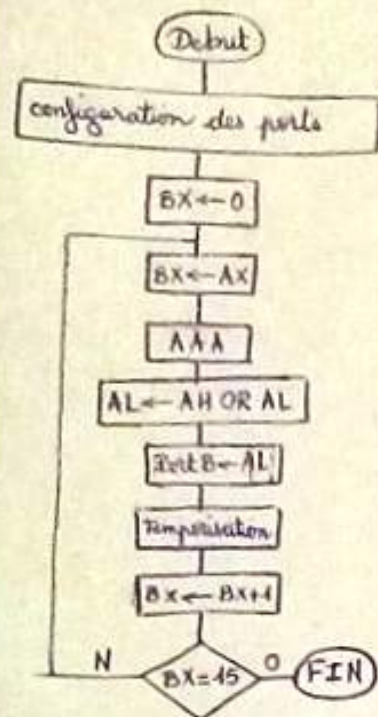 Debut
configuration des ports
BX ← 0
BX ← AX
AAA
AL ← AH OR AL
Port B ← AL
Temporisation
BX ← BX+1
N
BX = 15
O
FIN